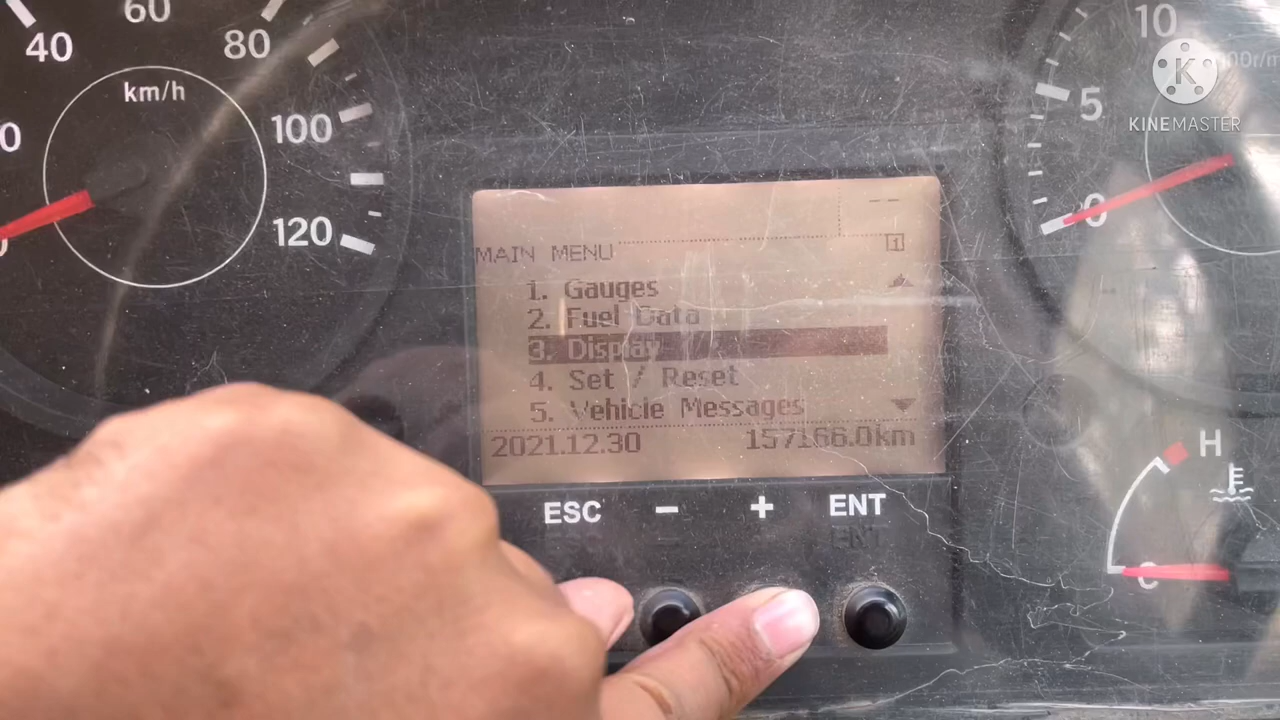 60
40
80
km/h
100
120
10
5
0
K
KINEMASTER
MAIN MENU
1. Gauges
2. Fuel Data
3. Display
4. Set / Reset
5. Vehicle Messages
2021.12.30 157166.0km
ESC - + ENT
H
C